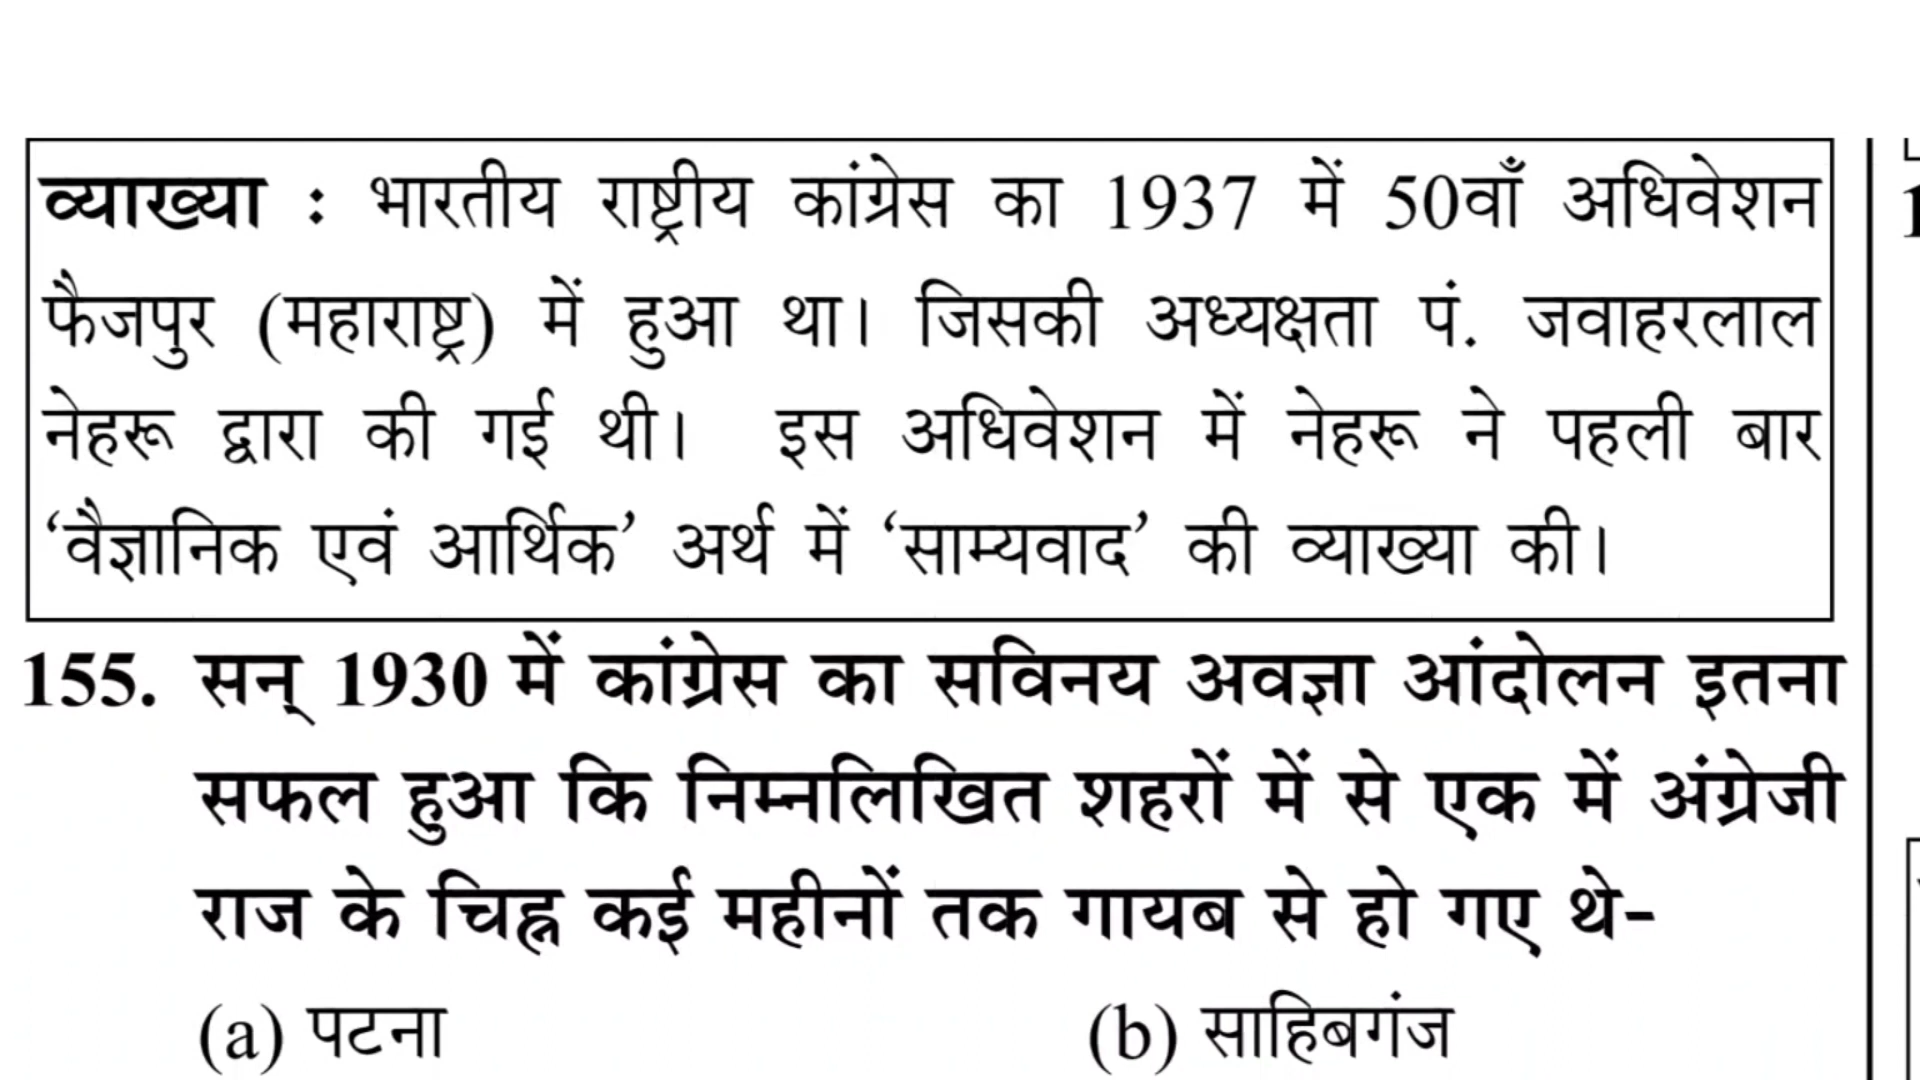 व्याख्या : भारतीय राष्ट्रीय कांग्रेस का 1937 में 50वाँ अधिवेशन
फैजपुर (महाराष्ट्र) में हुआ था। जिसकी अध्यक्षता पं. जवाहरलाल
नेहरू द्वारा की गई थी। इस अधिवेशन में नेहरू ने पहली बार
‘वैज्ञानिक एवं आर्थिक’ अर्थ में ‘साम्यवाद’ की व्याख्या की।
155. सन् 1930 में कांग्रेस का सविनय अवज्ञा आंदोलन इतना
सफल हुआ कि निम्नलिखित शहरों में से एक में अंग्रेजी
राज के चिह्न कई महीनों तक गायब से हो गए थे-
(a) पटना (b) साहिबगंज